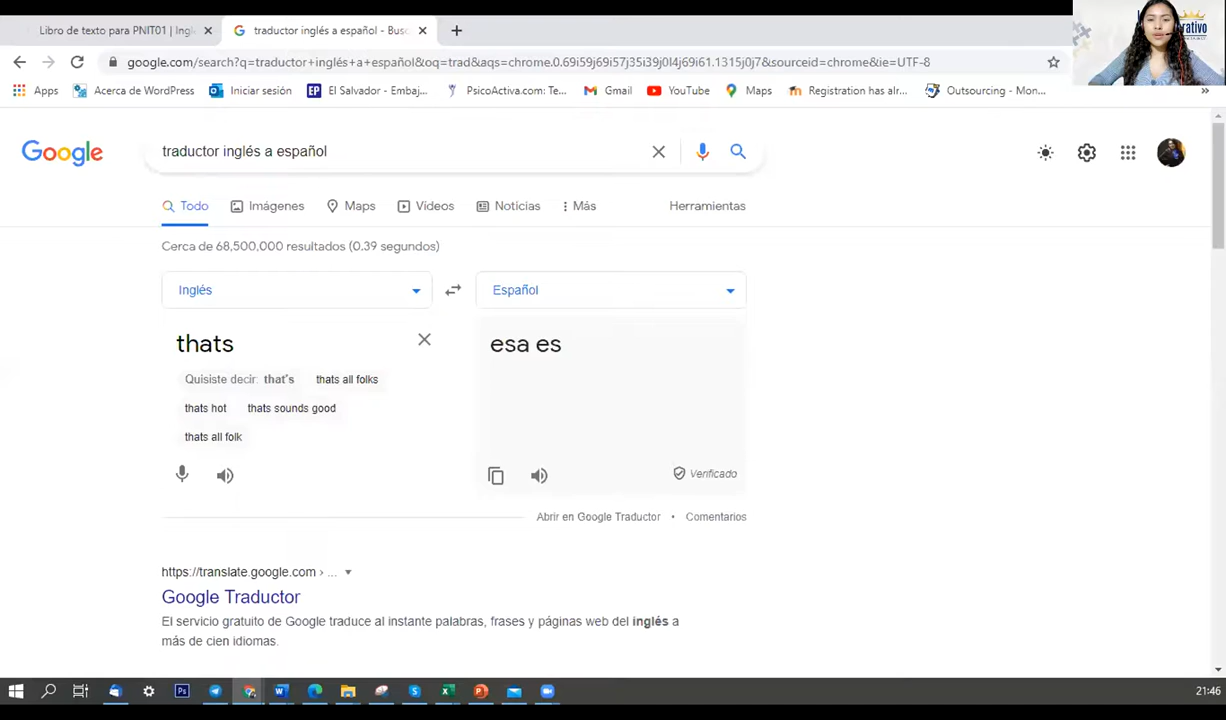 Libro de texto para PNIT01 | Ingl
traductor inglés a español - Busc
google.com/search?q=traductor+inglés+a+español&oq=trad&aqs=chrome.0.69i59j69i57j35i39j0l4j69i61.1315j0j7&sourceid=chrome&ie=UTF-8
Apps
Acerca de WordPress
Iniciar sesión
EP El Salvador - Embaj...
PsicoActiva.com: Te...
Gmail
YouTube
Maps
Registration has alr...
Outsourcing - Mon...
Google
traductor inglés a español
Todo
Imágenes
Maps
Vídeos
Noticias
Más
Herramientas
Cerca de 68,500,000 resultados (0.39 segundos)
Inglés
Español
thats
esa es
Quisiste decir: that's
thats all folks
thats hot
thats sounds good
thats all folk
Verificado
Abrir en Google Traductor • Comentarios
https://translate.google.com › ...
Google Traductor
El servicio gratuito de Google traduce al instante palabras, frases y páginas web del inglés a
más de cien idiomas.
21:46